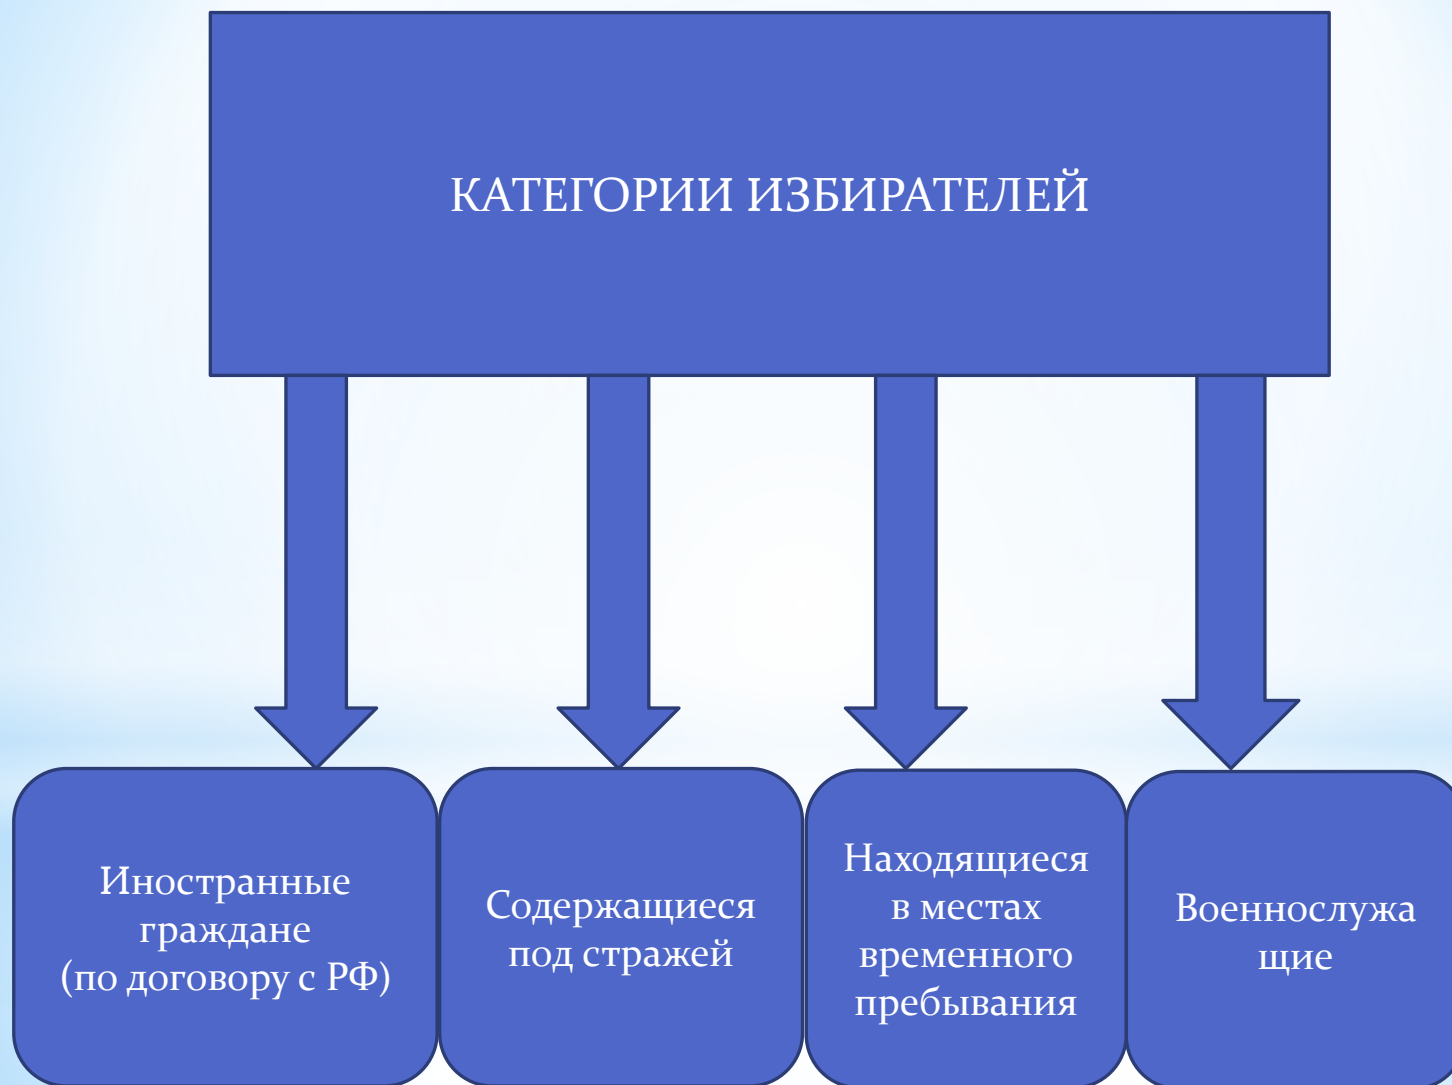 КАТЕГОРИИ ИЗБИРАТЕЛЕЙ
Иностранные
граждане
(по договору с РФ)
Содержащиеся
под стражей
Находящиеся
в местах
временного
пребывания
Военнослужа
щие